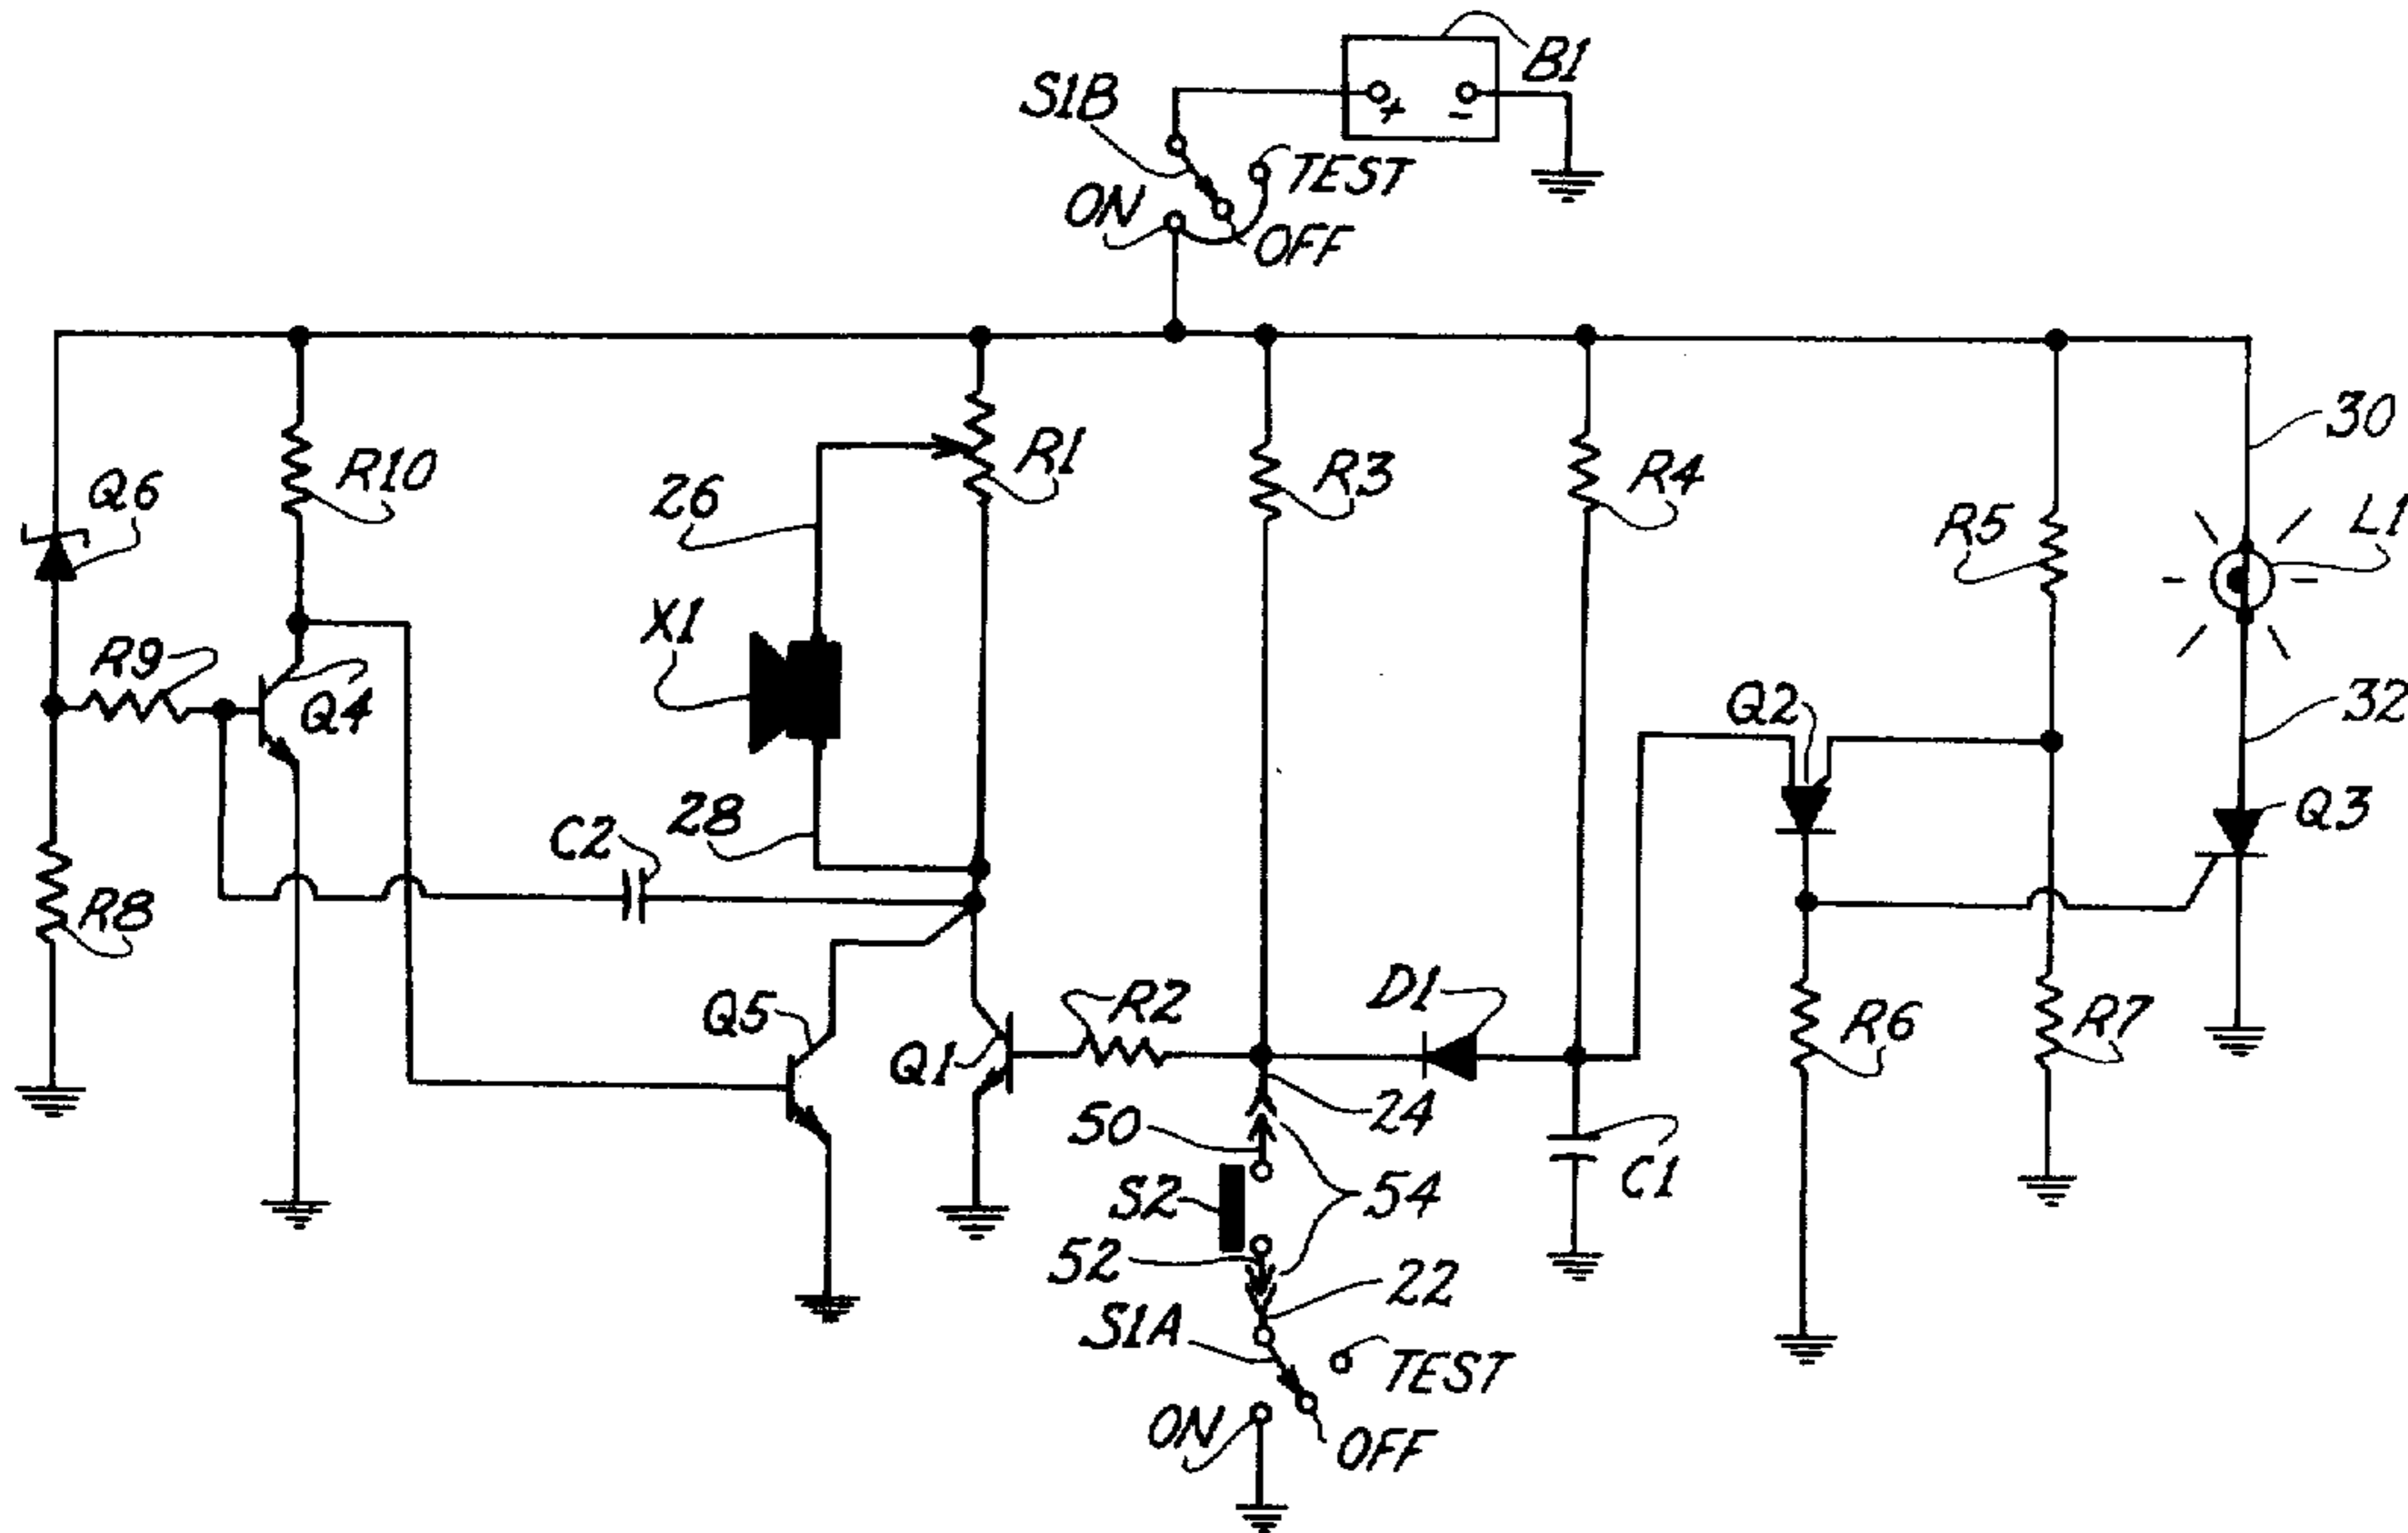 B1
S1B
+ -
TEST
ON
OFF
30
R1
R3
R4
R10
26
Q6
R5
L1
X1
R9
Q4
Q2
32
28
C2
Q3
R8
D1
R2
Q5
R6
R7
Q1
24
50
S2
54
C1
52
22
S1A
TEST
ON
OFF